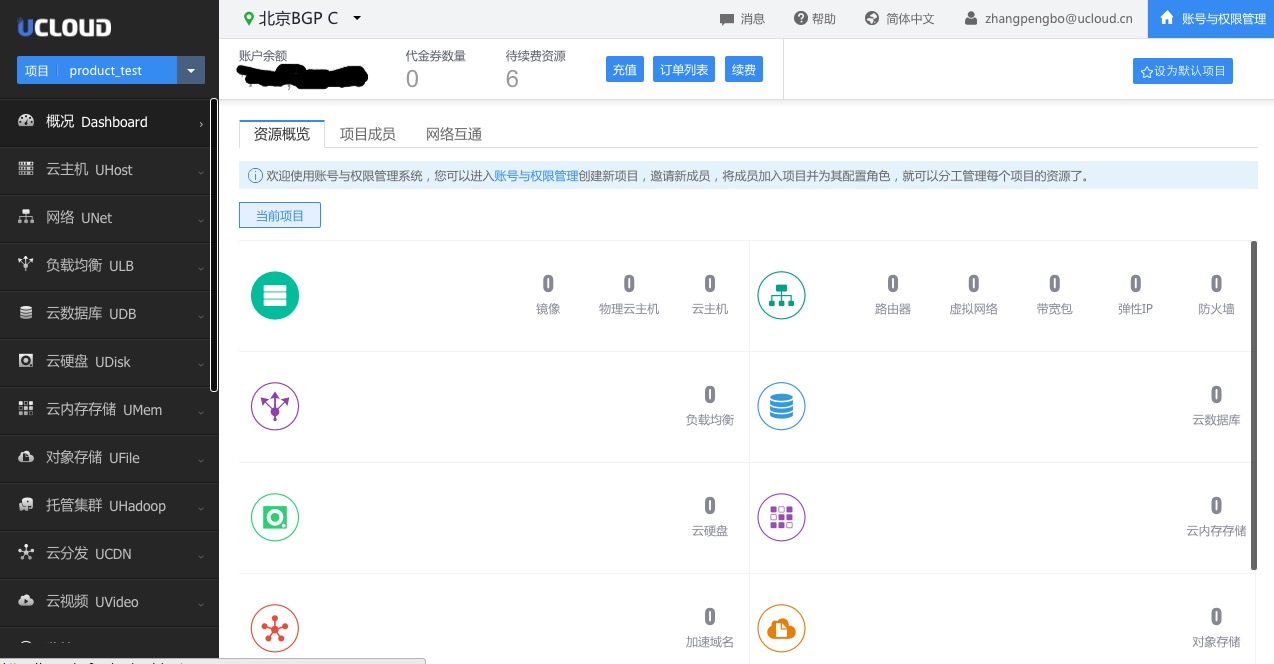 UCLOUD
北京BGP C
消息 帮助 简体中文 zhangpengbo@ucloud.cn 账号与权限管理
项目 product_test
账户余额 代金券数量 待续费资源
0 6
充值 订单列表 续费 设为默认项目
概况 Dashboard
云主机 UHost
网络 UNet
负载均衡 ULB
云数据库 UDB
云硬盘 UDisk
云内存存储 UMem
对象存储 UFile
托管集群 UHadoop
云分发 UCDN
云视频 UVideo
资源概览 项目成员 网络互通
欢迎使用账号与权限管理系统，您可以进入账号与权限管理创建新项目，邀请新成员，将成员加入项目并为其配置角色，就可以分工管理每个项目的资源了。
当前项目
0 0 0
镜像 物理云主机 云主机
0 0 0 0 0
路由器 虚拟网络 带宽包 弹性IP 防火墙
0
负载均衡
0
云数据库
0
云硬盘
0
云内存存储
0
加速域名
0
对象存储